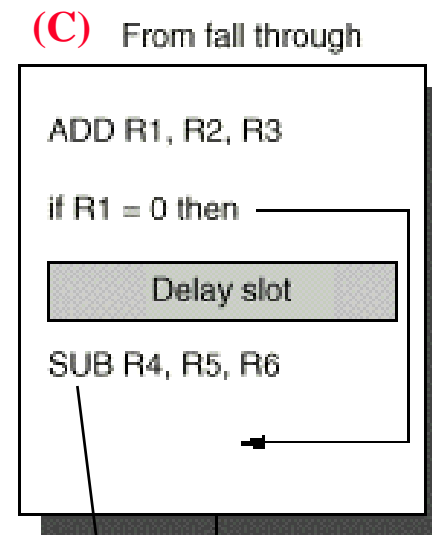 (C) From fall through
ADD R1, R2, R3
if R1 = 0 then
Delay slot
SUB R4, R5, R6